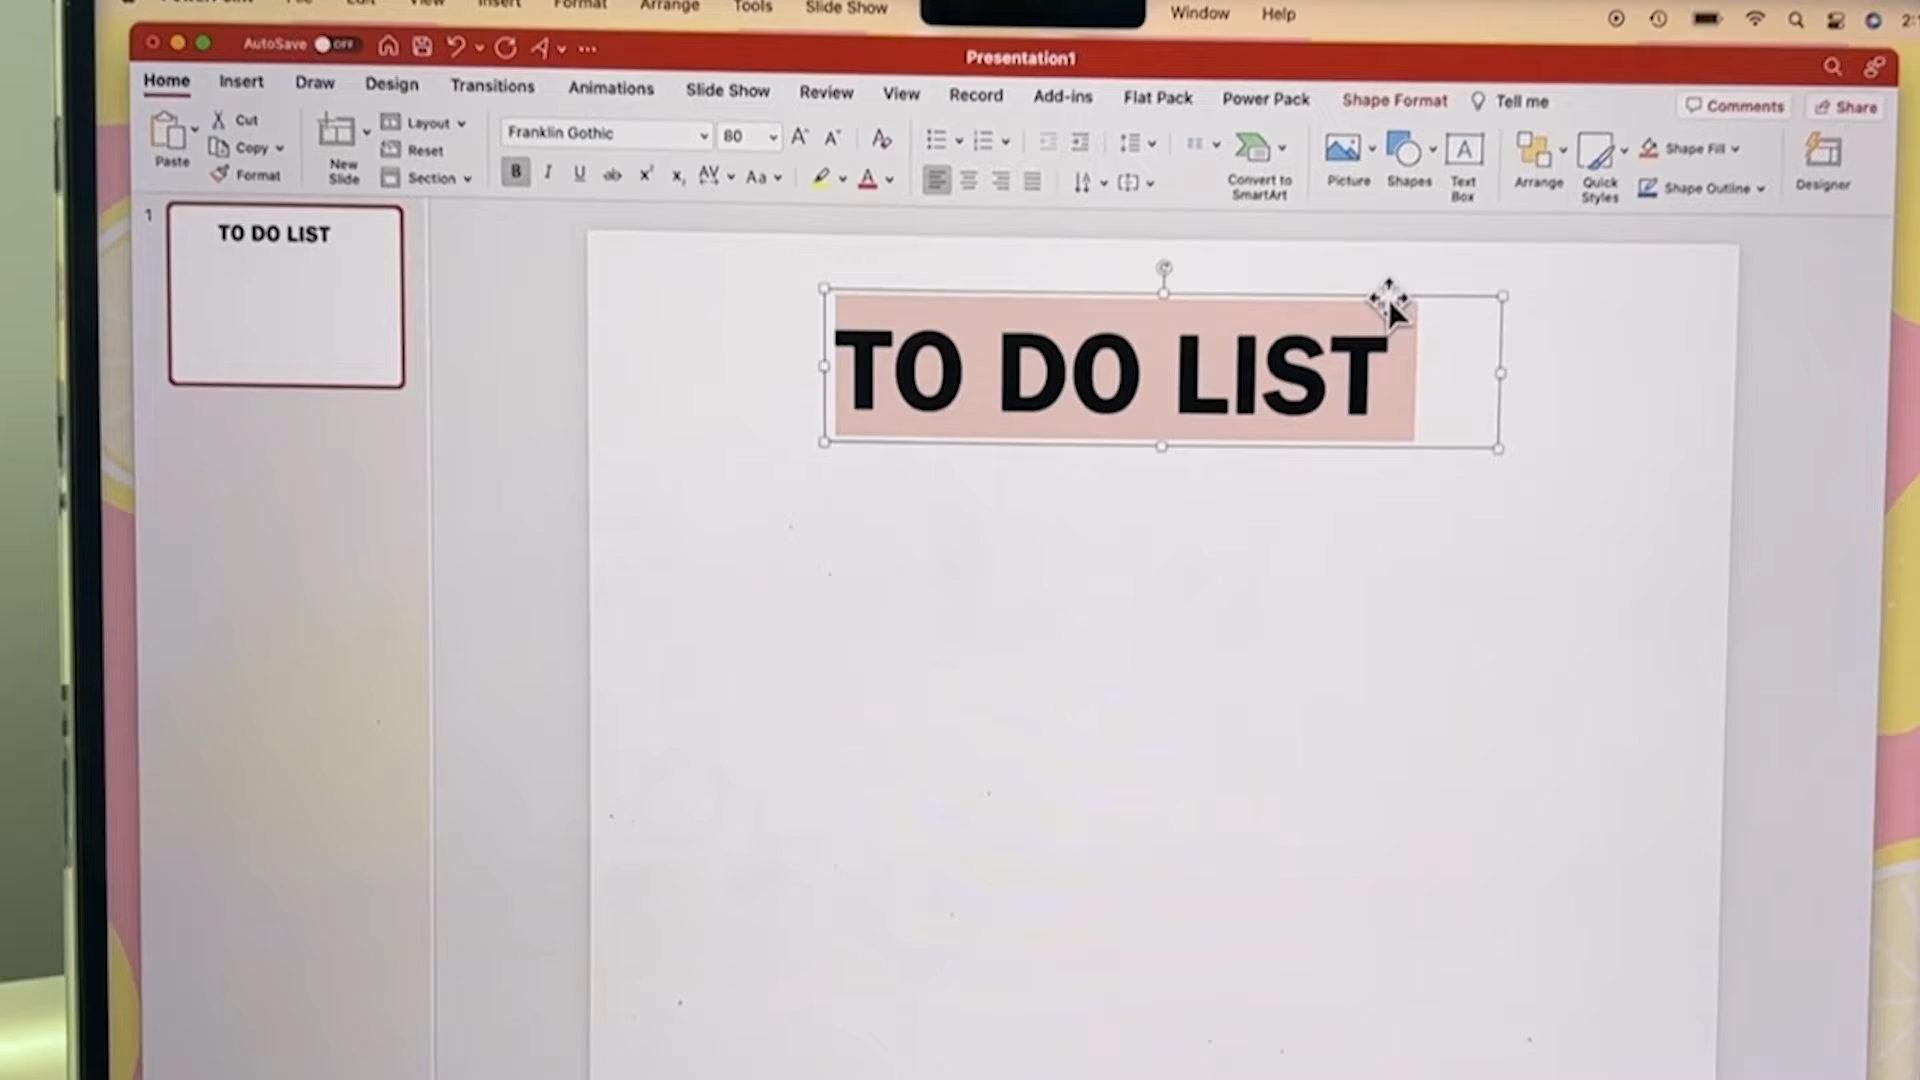 Insert
Format
Arrange
Tools
Slide Show
Window
Help
AutoSave OFF
Presentation1
Home
Insert
Draw
Design
Transitions
Animations
Slide Show
Review
View
Record
Add-ins
Flat Pack
Power Pack
Shape Format
Tell me
Comments
Share
Paste
Cut
Copy
Format
New
Slide
Layout
Reset
Section
Franklin Gothic
80
B I U ab
Aa
Convert to
SmartArt
Picture
Shapes
Text
Box
Arrange
Quick
Styles
Shape Fill
Shape Outline
Designer
1
TO DO LIST
TO DO LIST